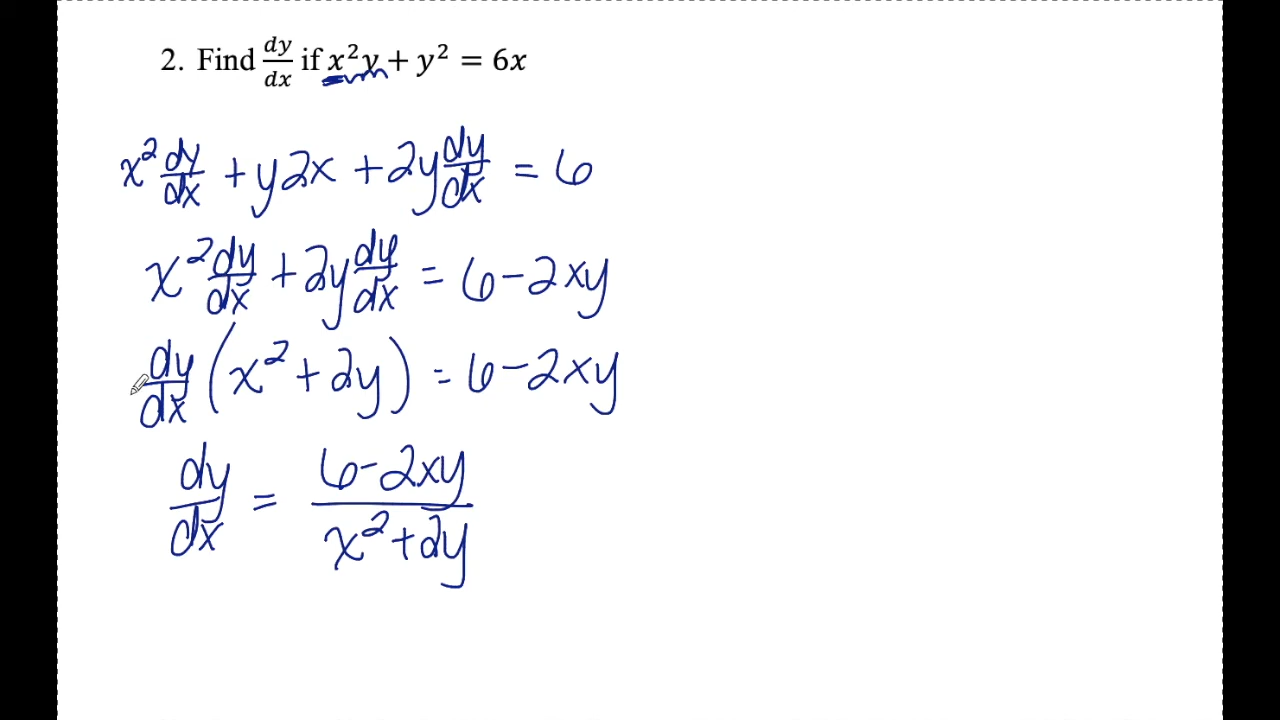 2. Find dy/dx if x²y + y² = 6x
x² dy/dx + y2x + 2y dy/dx = 6
x² dy/dx + 2y dy/dx = 6 - 2xy
dy/dx (x² + 2y) = 6 - 2xy
dy/dx = (6 - 2xy)/(x² + 2y)